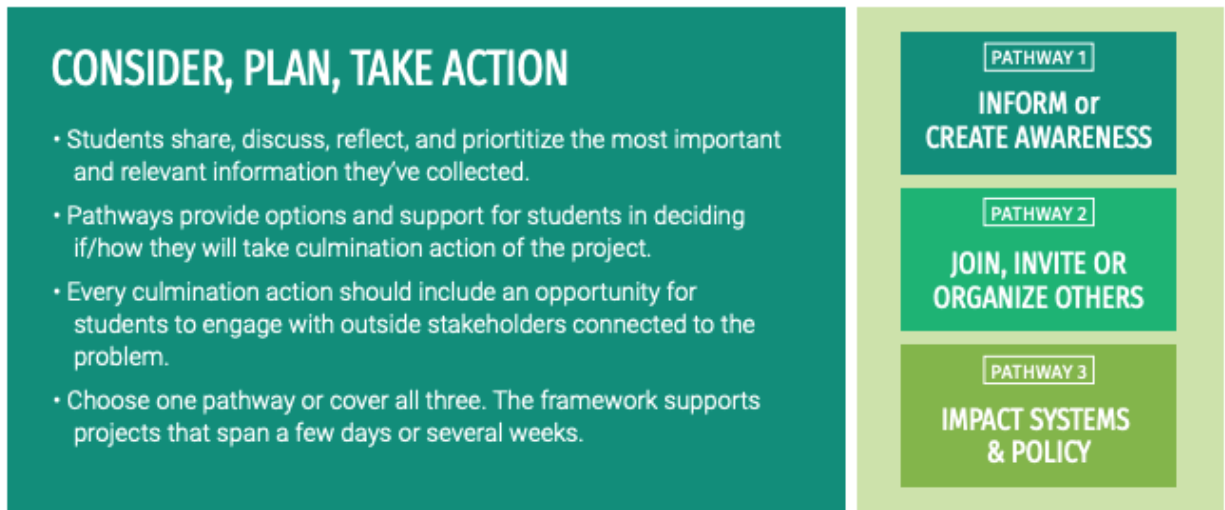 CONSIDER, PLAN, TAKE ACTION
• Students share, discuss, reflect, and priortitize the most important
and relevant information they've collected.
• Pathways provide options and support for students in deciding
if/how they will take culmination action of the project.
• Every culmination action should include an opportunity for
students to engage with outside stakeholders connected to the
problem.
• Choose one pathway or cover all three. The framework supports
projects that span a few days or several weeks.
PATHWAY 1
INFORM or
CREATE AWARENESS
PATHWAY 2
JOIN, INVITE OR
ORGANIZE OTHERS
PATHWAY 3
IMPACT SYSTEMS
& POLICY